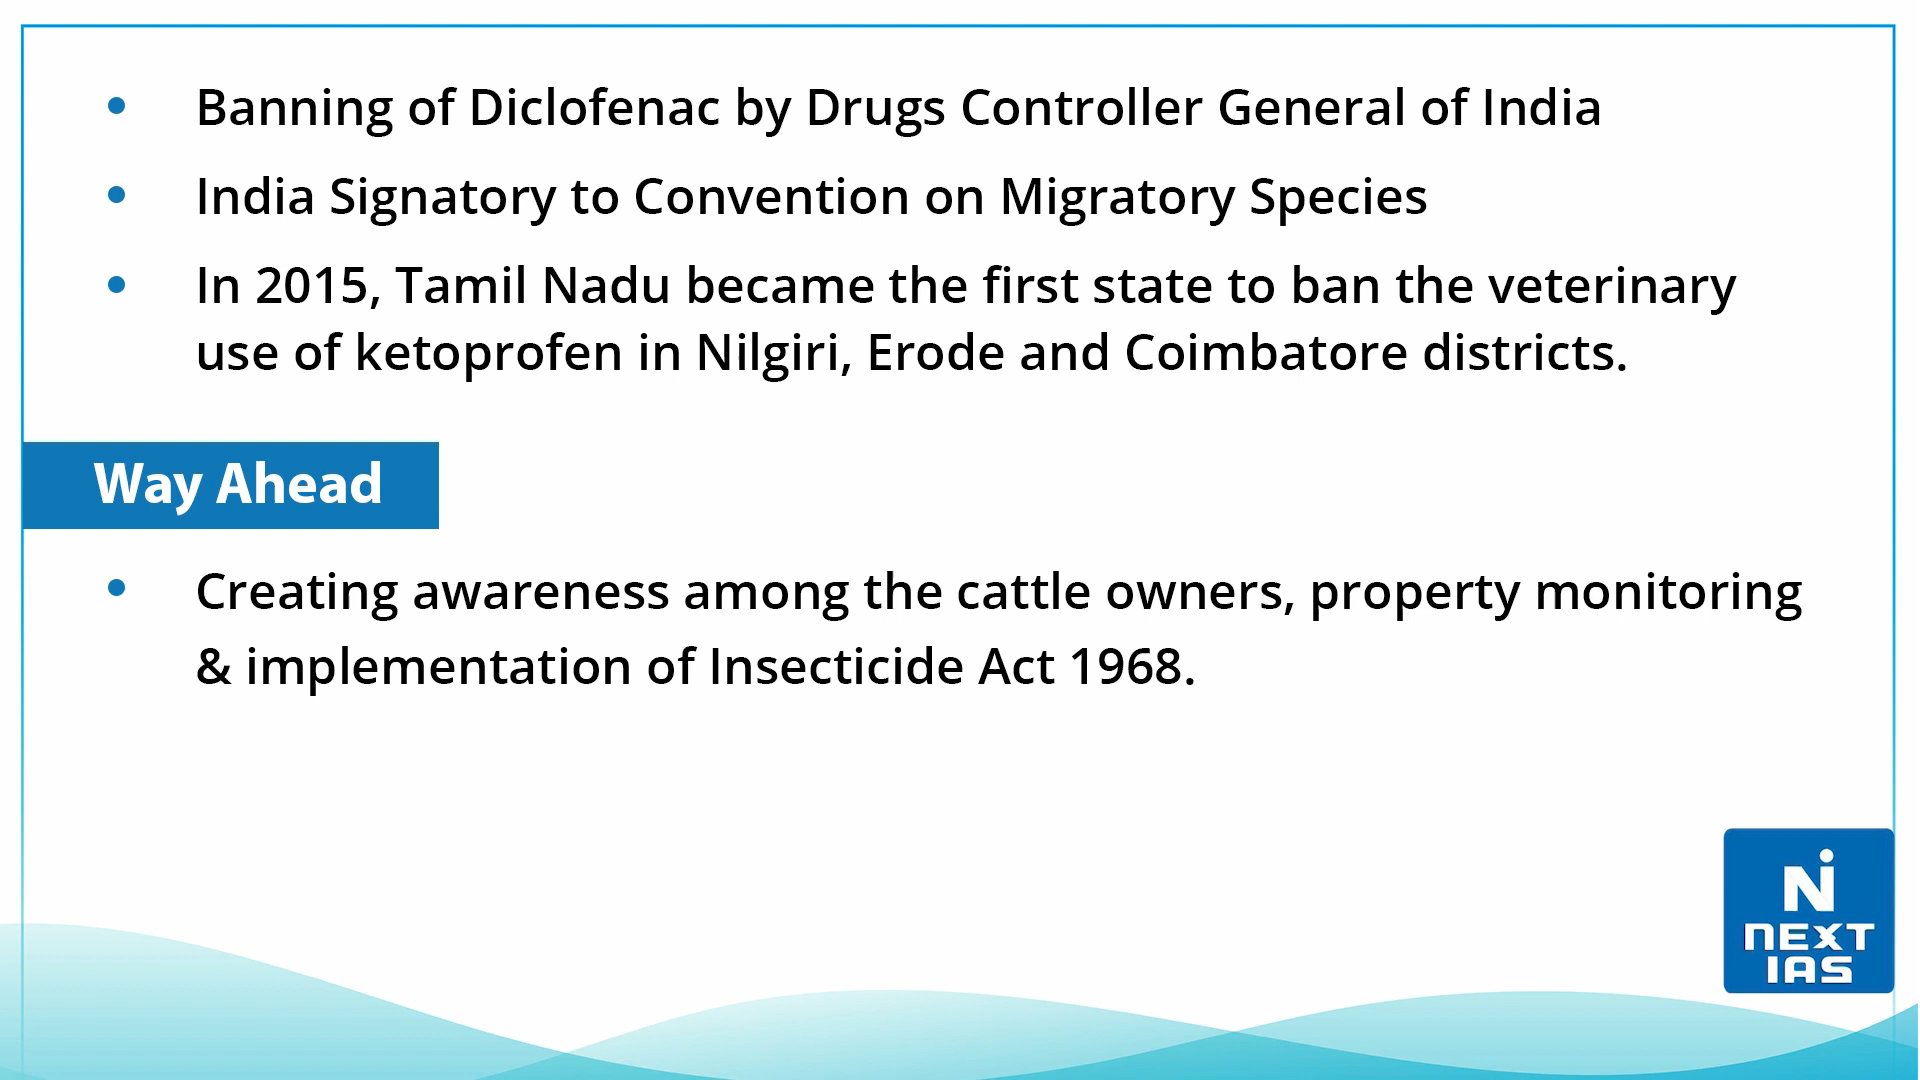 • Banning of Diclofenac by Drugs Controller General of India
• India Signatory to Convention on Migratory Species
• In 2015, Tamil Nadu became the first state to ban the veterinary
use of ketoprofen in Nilgiri, Erode and Coimbatore districts.
Way Ahead
• Creating awareness among the cattle owners, property monitoring
& implementation of Insecticide Act 1968.
N
NEXT
IAS